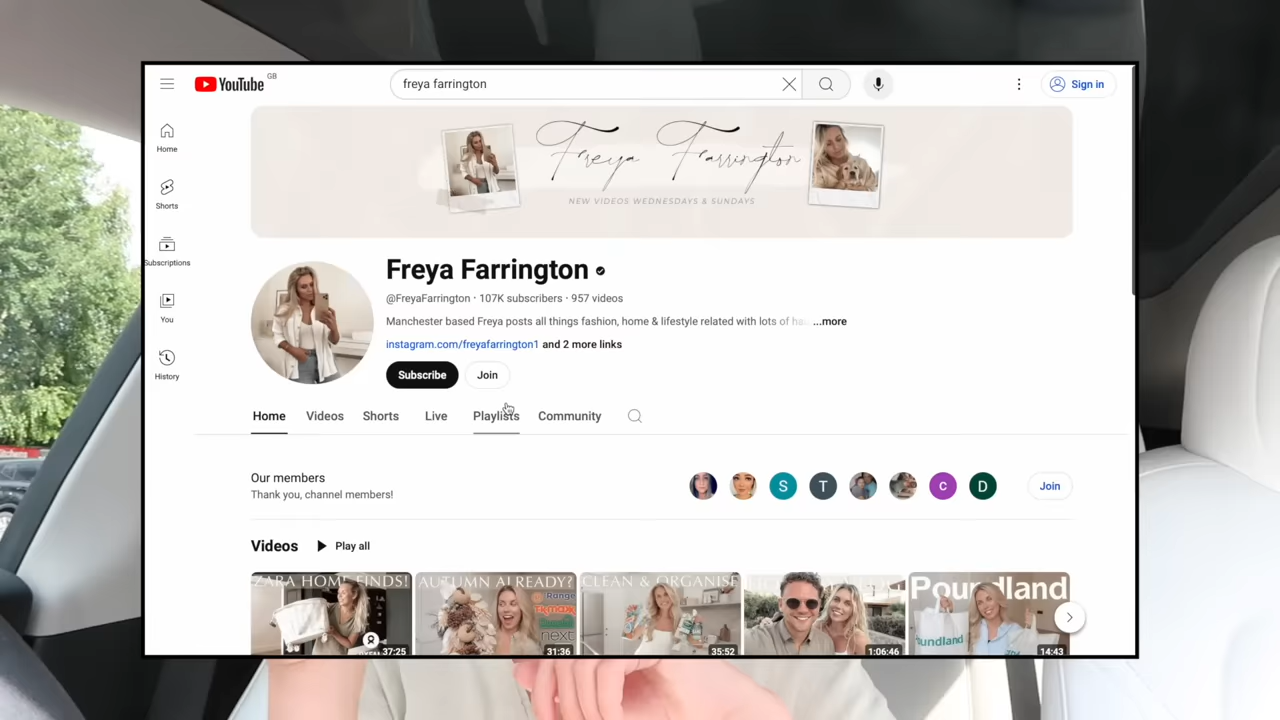 YouTube GB
freya farrington
Sign in
Home
Shorts
Subscriptions
You
History
Freya Farrington
NEW VIDEOS WEDNESDAYS & SUNDAYS
Freya Farrington
@FreyaFarrington · 107K subscribers · 957 videos
Manchester based Freya posts all things fashion, home & lifestyle related with lots of ...more
instagram.com/freyafarrington1 and 2 more links
Subscribe Join
Home Videos Shorts Live Playlists Community
Our members
Thank you, channel members!
S T C D
Join
Videos Play all
ZARA HOME FINDS!
37:25
AUTUMN ALREADY?
Range
next
31:36
CLEAN & ORGANISE
35:52
1:06:46
Poundland
oundland
14:43